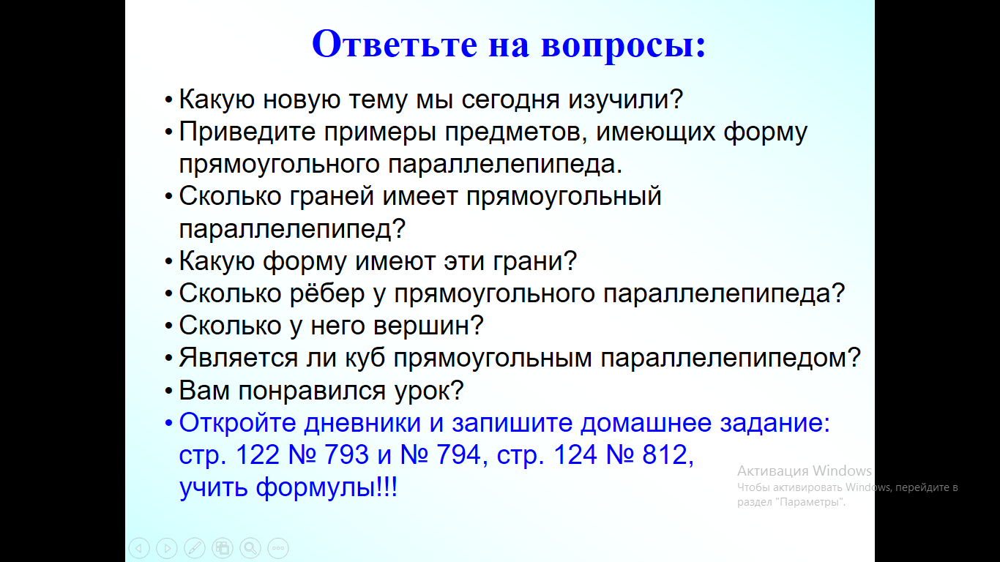 Ответьте на вопросы:
• Какую новую тему мы сегодня изучили?
• Приведите примеры предметов, имеющих форму
прямоугольного параллелепипеда.
• Сколько граней имеет прямоугольный
параллелепипед?
• Какую форму имеют эти грани?
• Сколько рёбер у прямоугольного параллелепипеда?
• Сколько у него вершин?
• Является ли куб прямоугольным параллелепипедом?
• Вам понравился урок?
• Откройте дневники и запишите домашнее задание:
стр. 122 № 793 и № 794, стр. 124 № 812,
учить формулы!!!
Активация Windows
Чтобы активировать Windows, перейдите в
раздел "Параметры".